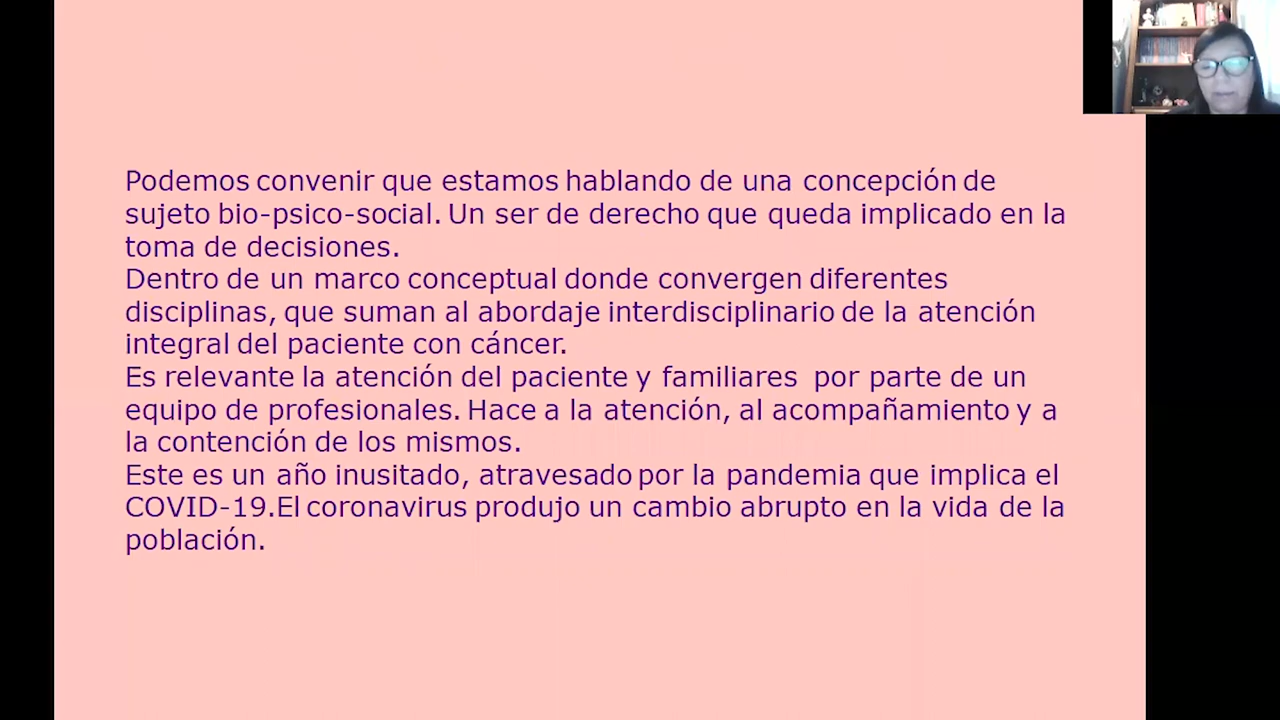 Podemos convenir que estamos hablando de una concepción de
sujeto bio-psico-social. Un ser de derecho que queda implicado en la
toma de decisiones.
Dentro de un marco conceptual donde convergen diferentes
disciplinas, que suman al abordaje interdisciplinario de la atención
integral del paciente con cáncer.
Es relevante la atención del paciente y familiares  por parte de un
equipo de profesionales. Hace a la atención, al acompañamiento y a
la contención de los mismos.
Este es un año inusitado, atravesado por la pandemia que implica el
COVID-19.El coronavirus produjo un cambio abrupto en la vida de la
población.